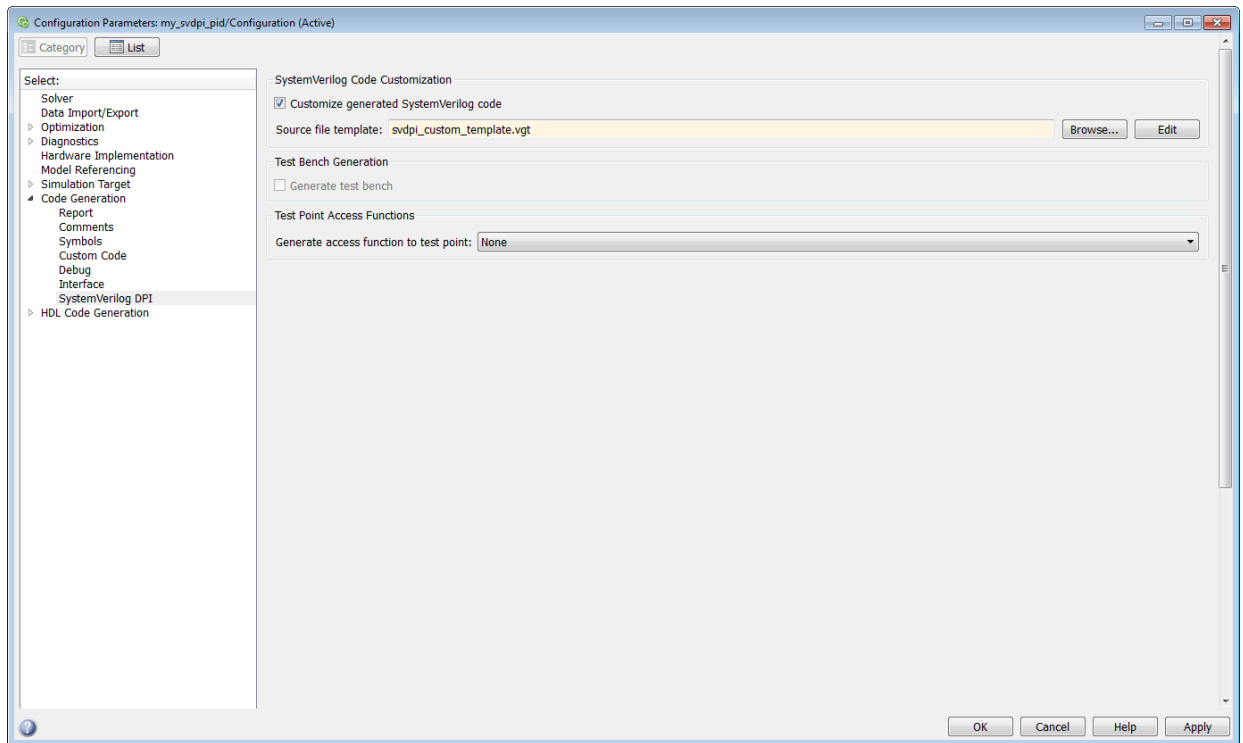 Configuration Parameters: my_svdpi_pid/Configuration (Active)
Category List
Select:
Solver
Data Import/Export
Optimization
Diagnostics
Hardware Implementation
Model Referencing
Simulation Target
Code Generation
Report
Comments
Symbols
Custom Code
Debug
Interface
SystemVerilog DPI
HDL Code Generation
SystemVerilog Code Customization
Customize generated SystemVerilog code
Source file template: svdpi_custom_template.vgt Browse... Edit
Test Bench Generation
Generate test bench
Test Point Access Functions
Generate access function to test point: None
OK Cancel Help Apply